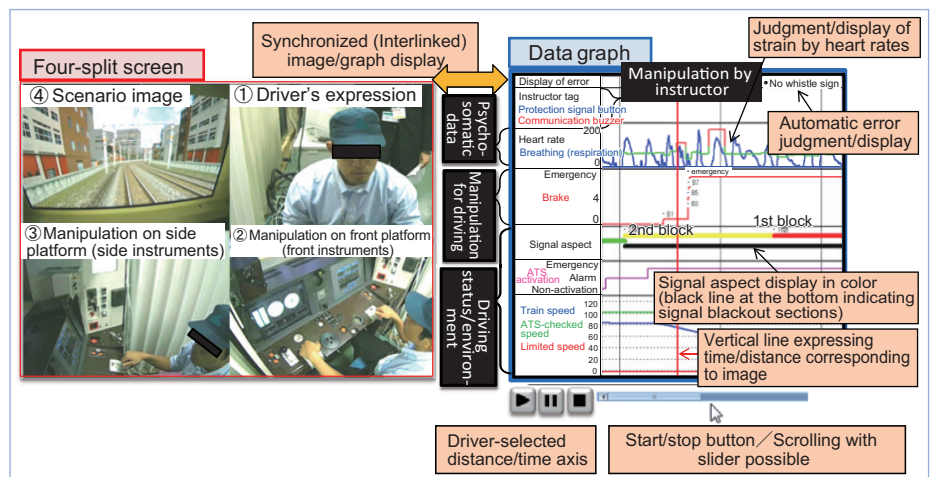 Four-split screen
Synchronized (Interlinked)
image/graph display
Data graph
Judgment/display of
strain by heart rates
④ Scenario image
① Driver's expression
③ Manipulation on side
platform (side instruments)
② Manipulation on front platform
(front instruments)
Psycho-
somatic
data
Manipulation
for driving
Driving
status/environ-
ment
Display of error
Manipulation by
instructor
•No whistle sign
Instructor tag
Protection signal button
Communication buzzer
Automatic error
judgment/display
Heart rate
Breathing (respiration)
200
0
Emergency
Brake
4
0
emergency
B7
B5
B3
B1
2nd block
1st block
Signal aspect
Emergency
ATS
activation
Alarm
Non-activation
Signal aspect display in color
(black line at the bottom indicating
signal blackout sections)
Train speed
ATS-checked
speed
Limited speed
120
100
80
60
40
20
0
Vertical line expressing
time/distance corresponding
to image
Driver-selected
distance/time axis
Start/stop button／Scrolling with
slider possible